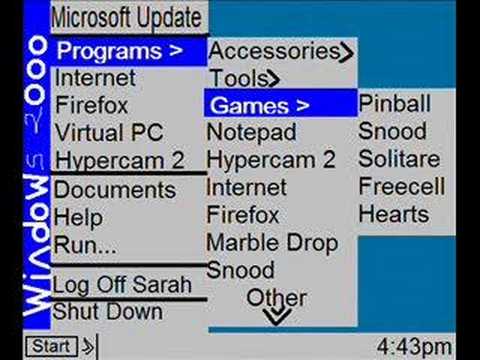 Microsoft Update
Programs >
Internet
Firefox
Virtual PC
Hypercam 2
Documents
Help
Run...
Log Off Sarah
Shut Down
Windows 2000
Accessories>
Tools>
Games >
Notepad
Hypercam 2
Internet
Firefox
Marble Drop
Snood
Other
Pinball
Snood
Solitare
Freecell
Hearts
Start
4:43pm